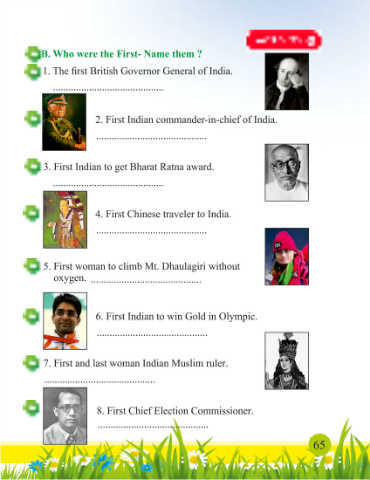 B. Who were the First- Name them ?
1. The first British Governor General of India.
...........................................
2. First Indian commander-in-chief of India.
...........................................
3. First Indian to get Bharat Ratna award.
...........................................
4. First Chinese traveler to India.
...........................................
5. First woman to climb Mt. Dhaulagiri without
oxygen. ...........................................
6. First Indian to win Gold in Olympic.
...........................................
7. First and last woman Indian Muslim ruler.
...........................................
8. First Chief Election Commissioner.
...........................................
65